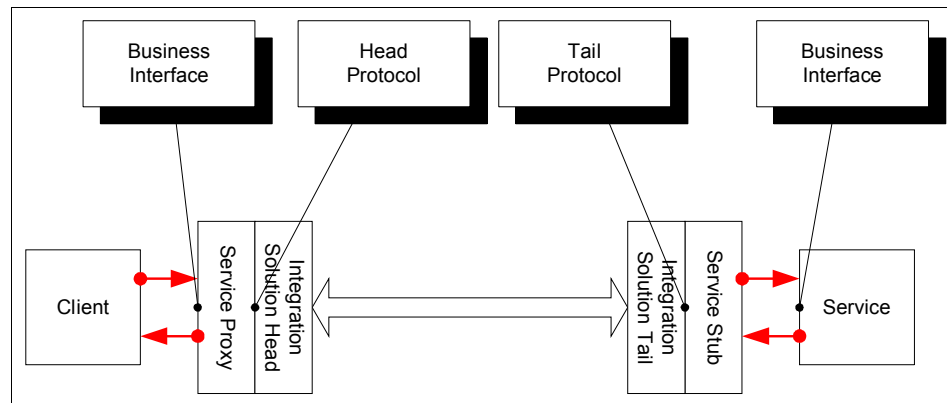 Business
Interface
Head
Protocol
Tail
Protocol
Business
Interface
Client
Service Proxy
Integration
Solution Head
Integration
Solution Tail
Service Stub
Service